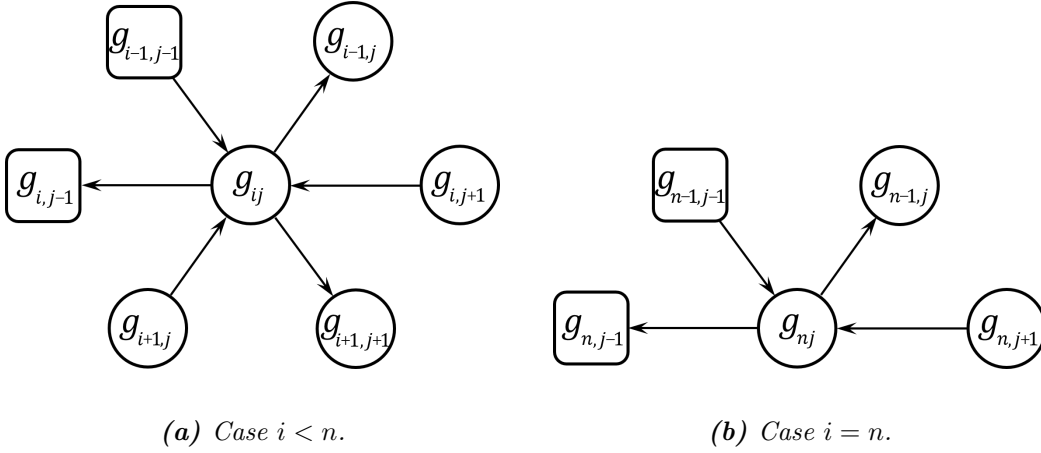 g_{i−1,j−1} g_{i−1,j}
g_{i,j−1} g_{ij} g_{i,j+1}
g_{i+1,j} g_{i+1,j+1}
(a) Case i < n.
g_{n−1,j−1} g_{n−1,j}
g_{n,j−1} g_{nj} g_{n,j+1}
(b) Case i = n.